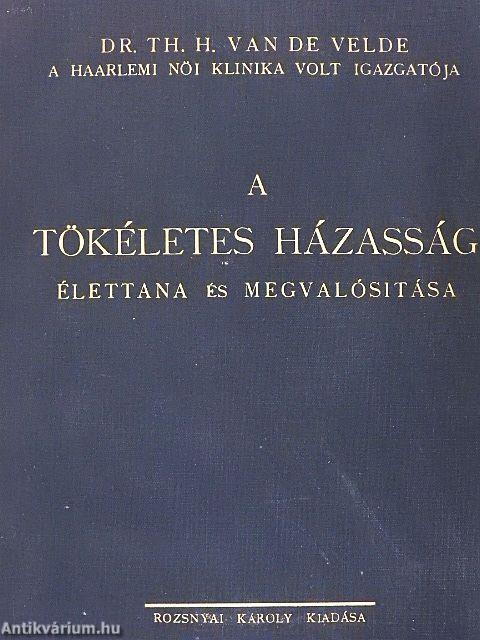 DR. TH. H. VAN DE VELDE
A HAARLEMI NŐI KLINIKA VOLT IGAZGATÓJA
A
TÖKÉLETES HÁZASSÁG
ÉLETTANA ÉS MEGVALÓSITÁSA
ROZSNYAI KÁROLY KIADÁSA
Antikvárium.hu